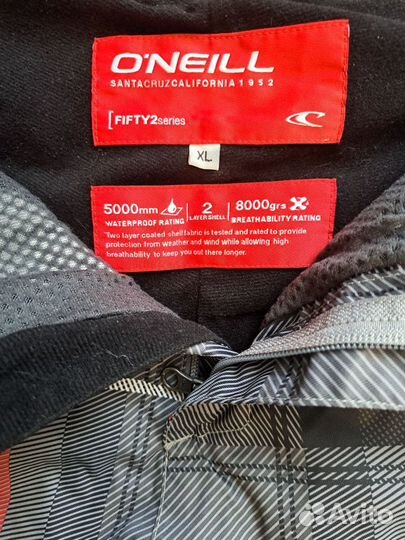 O'NEILL
SANTACRUZCALIFORNIA 1952
[FIFTY2series
XL
5000mm 2 8000grs
WATERPROOF RATING LAYER SHELL BREATHABILITY RATING
Two layer coated shell fabric is tested and rated to provide
protection from weather and wind while allowing high
breathability to keep you out there longer.
Avito